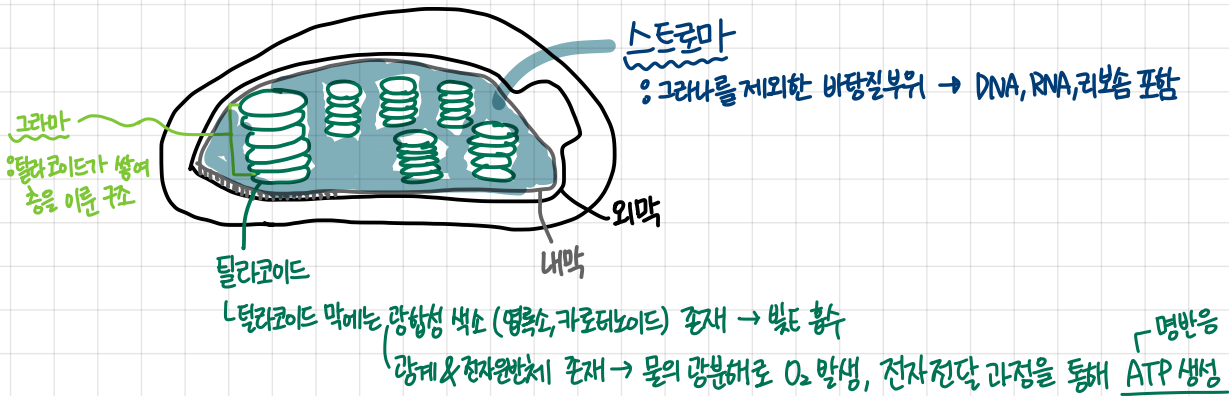 스트로마
: 그라나를 제외한 바탕질부위 → DNA, RNA, 리보솜 포함
그라마
: 틸라코이드가 쌓여
층을 이룬 구조
외막
내막
틸라코이드
└ 틸라코이드 막에는 광합성 색소 (엽록소, 카로티노이드) 존재 → 빛E 흡수
명반응
광계 & 전자운반체 존재 → 물의 광분해로 O₂ 발생, 전자전달 과정을 통해 ATP 생성